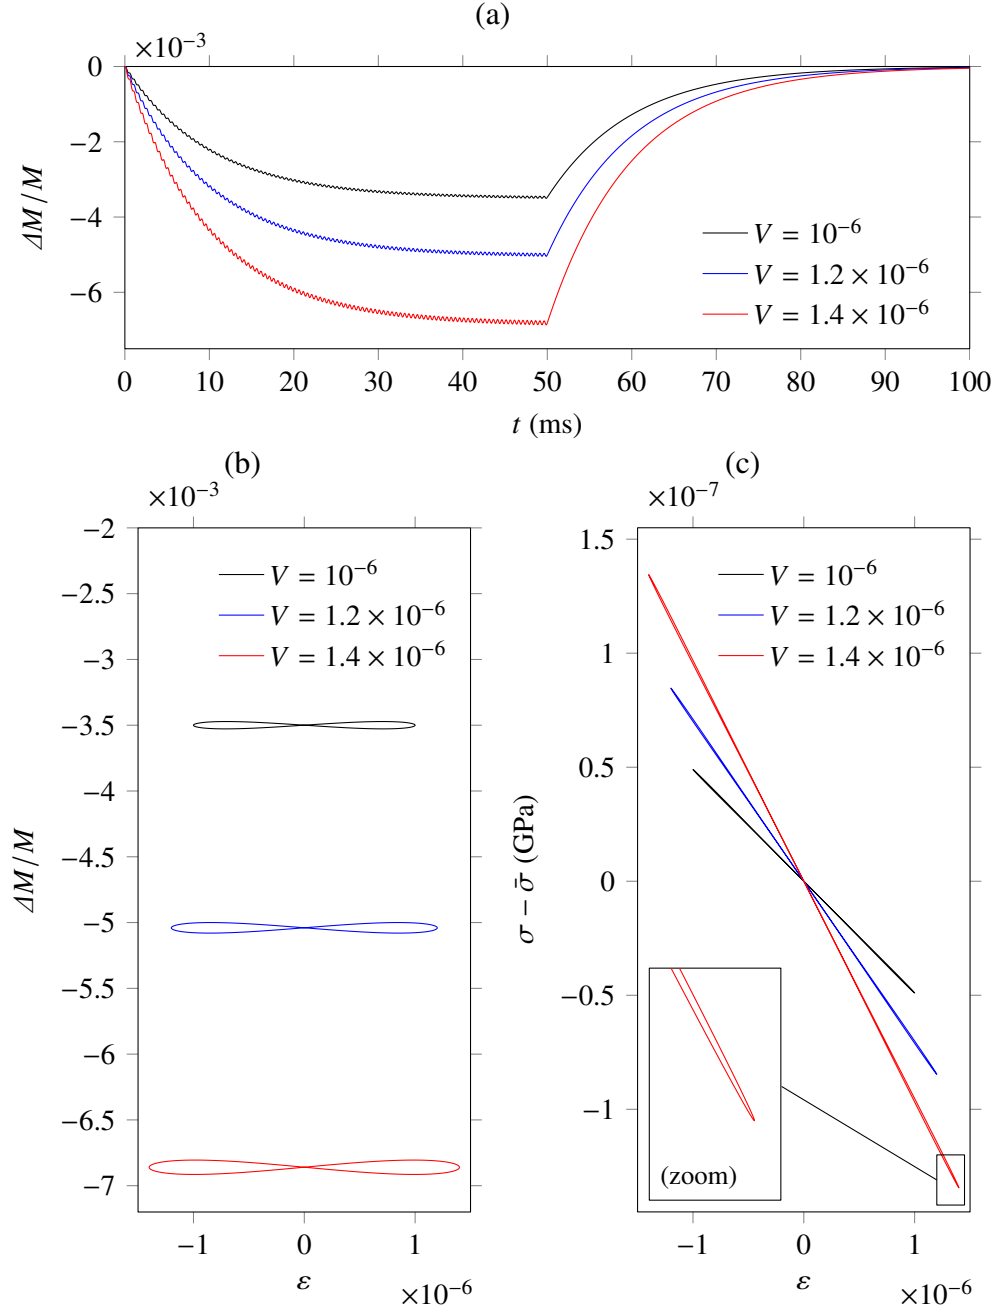 (a)
×10−3
0
−2
−4
−6
ΔM/M
V = 10−6
V = 1.2 × 10−6
V = 1.4 × 10−6
0 10 20 30 40 50 60 70 80 90 100
t (ms)
(b)
×10−3
−2
−2.5
−3
−3.5
−4
−4.5
−5
−5.5
−6
−6.5
−7
ΔM/M
V = 10−6
V = 1.2 × 10−6
V = 1.4 × 10−6
−1 0 1
ε
×10−6
(c)
×10−7
1.5
1
0.5
0
−0.5
−1
σ − σ̄ (GPa)
V = 10−6
V = 1.2 × 10−6
V = 1.4 × 10−6
(zoom)
−1 0 1
ε
×10−6